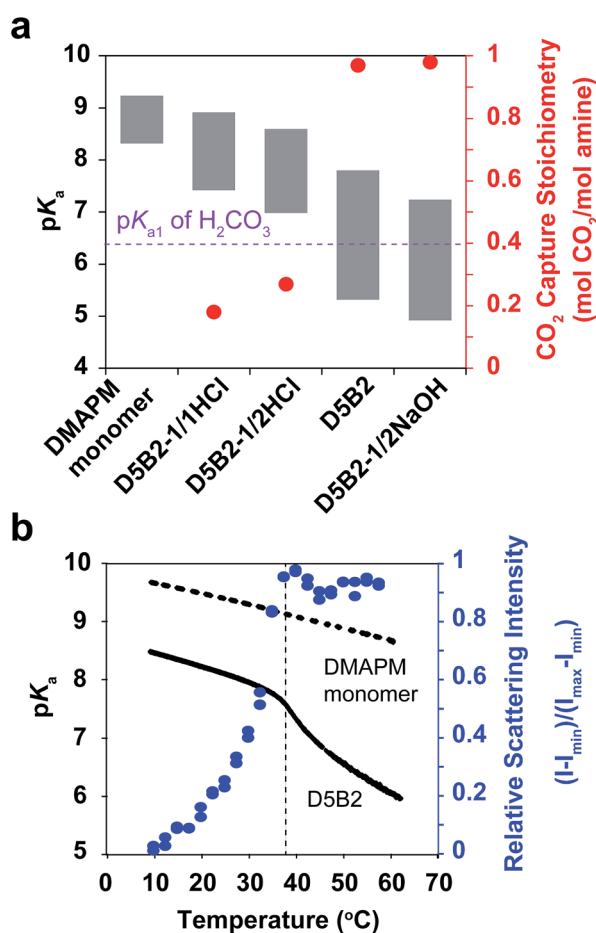 a
10
9
8
7
6
5
4
pKₐ
pKₐ₁ of H₂CO₃
1
0.8
0.6
0.4
0.2
0
CO₂ Capture Stoichiometry
(mol CO₂/mol amine)
DMAPM
monomer
D5B2-1/1HCl
D5B2-1/2HCl
D5B2
D5B2-1/2NaOH
b
10
9
8
7
6
5
pKₐ
DMAPM
monomer
D5B2
1
0.8
0.6
0.4
0.2
0
Relative Scattering Intensity
(I-Iₘᵢₙ)/(Iₘₐₓ-Iₘᵢₙ)
0 10 20 30 40 50 60 70
Temperature (°C)